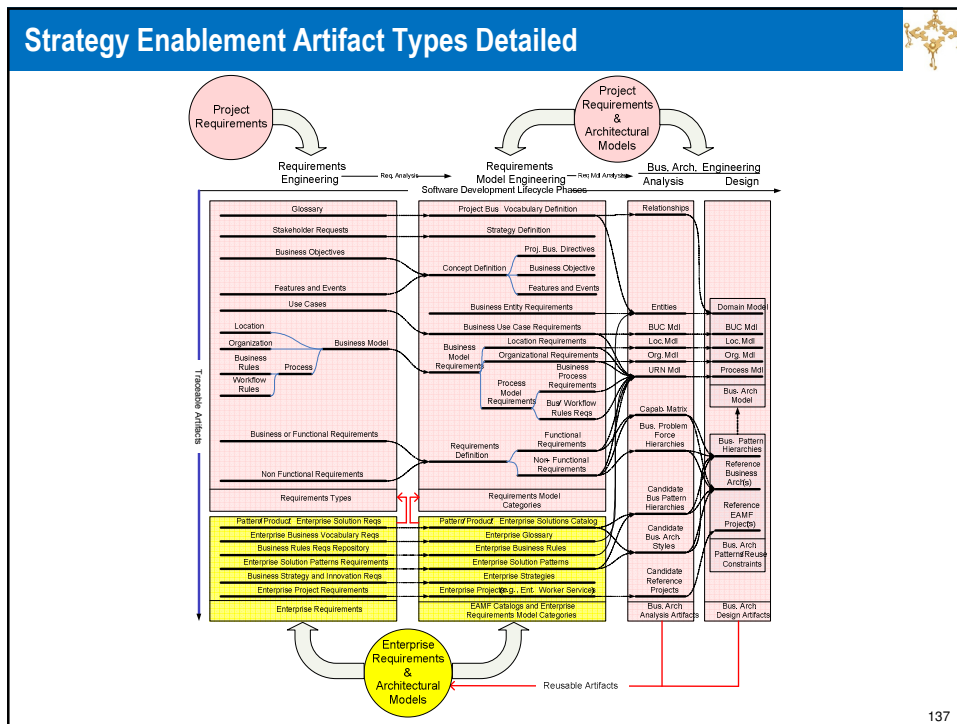 Strategy Enablement Artifact Types Detailed
Project
Requirements
Project
Requirements
&
Architectural
Models
Requirements
Engineering
Req. Analysis
Requirements
Model Engineering
Req Mdl Analysis
Bus. Arch. Engineering
Analysis
Design
Software Development Lifecycle Phases
Traceable Artifacts
Glossary
Stakeholder Requests
Business Objectives
Features and Events
Use Cases
Location
Organization
Business
Rules
Workflow
Rules
Process
Business Model
Business or Functional Requirements
Non Functional Requirements
Requirements Types
Project Bus. Vocabulary Definition
Strategy Definition
Concept Definition
Proj. Bus. Directives
Business Objective
Features and Events
Business Entity Requirements
Business Use Case Requirements
Business
Model
Requirements
Location Requirements
Organizational Requirements
Process
Model
Requirements
Business
Process
Requirements
Bus/ Workflow
Rules Reqs
Requirements
Definition
Functional
Requirements
Non- Functional
Requirements
Requirements Model
Categories
Relationships
Entities
BUC Mdl
Loc. Mdl
Org. Mdl
URN Mdl
Capab. Matrix
Bus. Problem
Force
Hierarchies
Candidate
Bus Pattern
Hierarchies
Candidate
Bus. Arch.
Styles
Candidate
Reference
Projects
Bus. Arch
Analysis Artifacts
Domain Model
BUC Mdl
Loc. Mdl
Org. Mdl
Process Mdl
Bus. Arch
Model
Bus. Pattern
Hierarchies
Reference
Business
Arch(s)
Reference
EAMF
Project(s)
Bus. Arch
Patterns/Reuse
Constraints
Bus. Arch
Design Artifacts
Pattern/Product/ Enterprise Solution Reqs
Enterprise Business Vocabulary Reqs
Business Rules Reqs Repository
Enterprise Solution Patterns Requirements
Business Strategy and Innovation Reqs
Enterprise Project Requirements
Enterprise Requirements
Pattern/Product/ Enterprise Solutions Catalog
Enterprise Glossary
Enterprise Business Rules
Enterprise Solution Patterns
Enterprise Strategies
Enterprise Projects(e.g., Ent. Worker Services)
EAMF Catalogs and Enterprise
Requirements Model Categories
Enterprise
Requirements
&
Architectural
Models
Reusable Artifacts
137